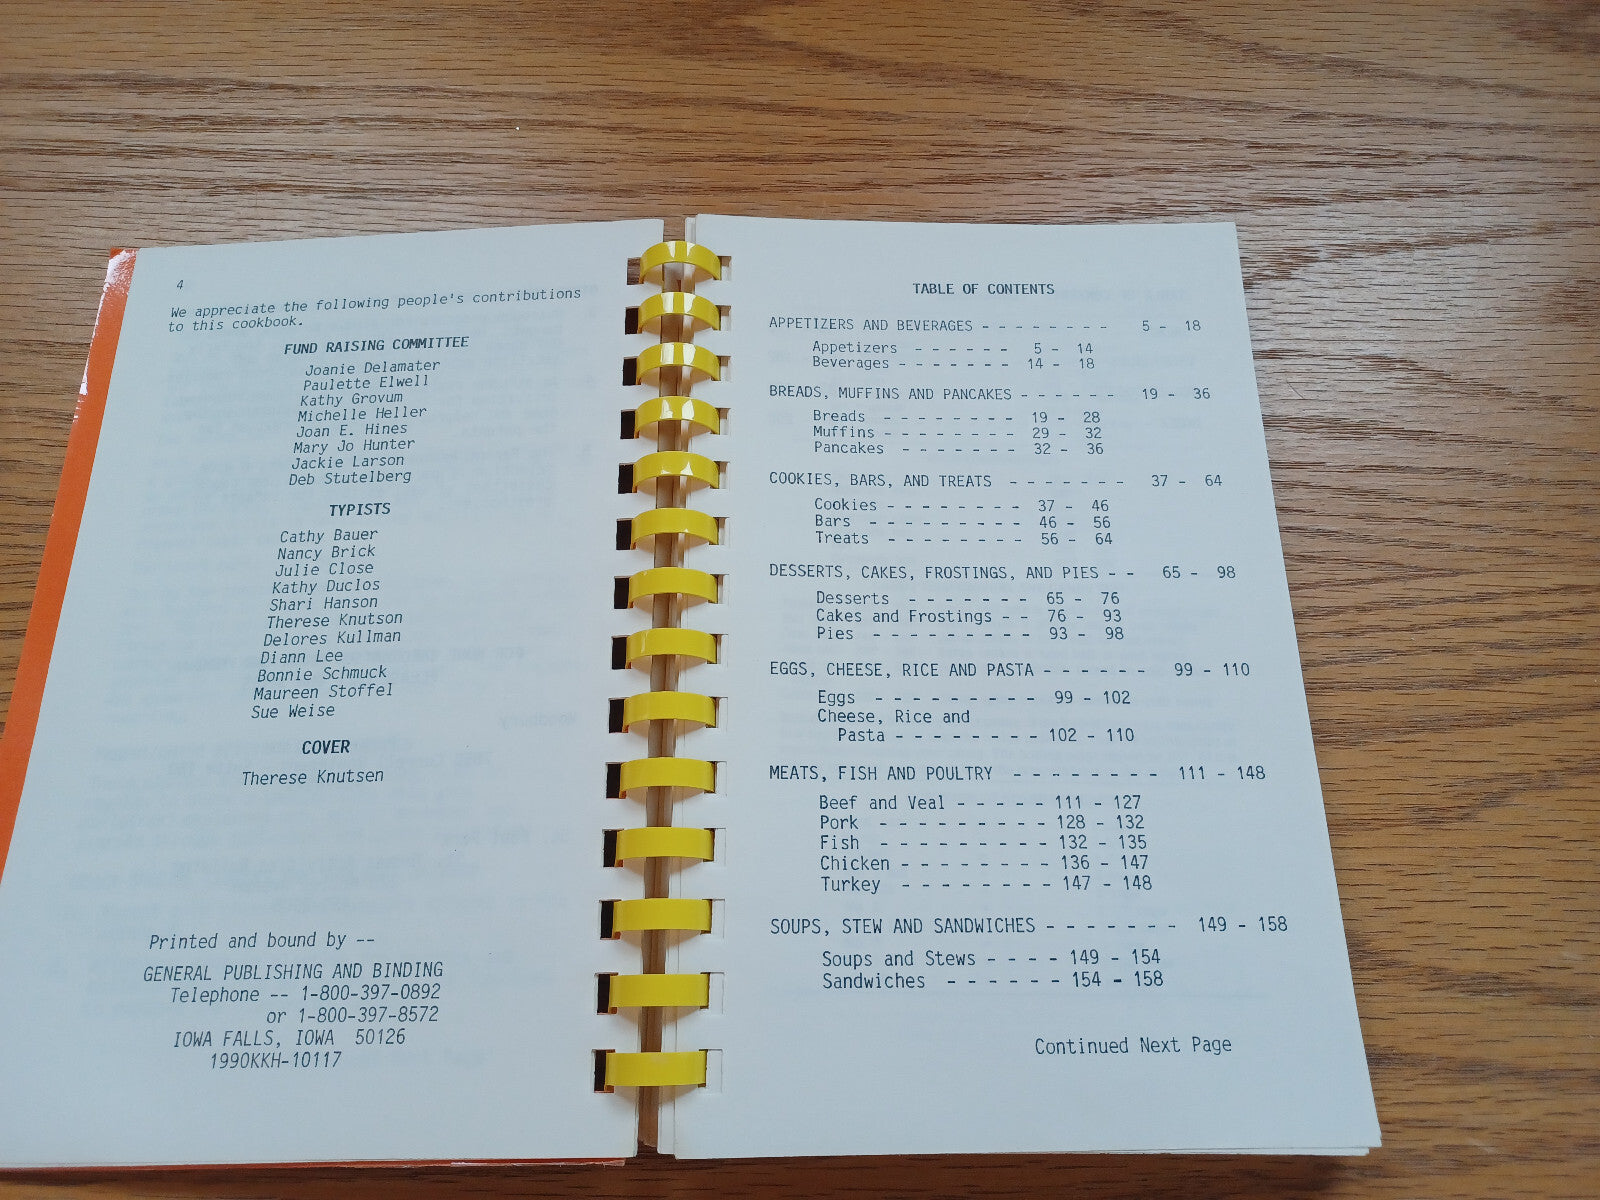 4
We appreciate the following people's contributions
to this cookbook.
FUND RAISING COMMITTEE
Joanie Delamater
Paulette Elwell
Kathy Grovum
Michelle Heller
Joan E. Hines
Mary Jo Hunter
Jackie Larson
Deb Stutelberg
TYPISTS
Cathy Bauer
Nancy Brick
Julie Close
Kathy Duclos
Shari Hanson
Therese Knutson
Delores Kullman
Diann Lee
Bonnie Schmuck
Maureen Stoffel
Sue Weise
COVER
Therese Knutsen
Printed and bound by --
GENERAL PUBLISHING AND BINDING
Telephone -- 1-800-397-0892
or 1-800-397-8572
IOWA FALLS, IOWA 50126
1990KKH-10117
TABLE OF CONTENTS
APPETIZERS AND BEVERAGES - - - - - - - - 5 - 18
Appetizers - - - - - - 5 - 14
Beverages - - - - - - - 14 - 18
BREADS, MUFFINS AND PANCAKES - - - - - - 19 - 36
Breads - - - - - - - - 19 - 28
Muffins - - - - - - - - 29 - 32
Pancakes - - - - - - - 32 - 36
COOKIES, BARS, AND TREATS - - - - - - - 37 - 64
Cookies - - - - - - - - 37 - 46
Bars - - - - - - - - - 46 - 56
Treats - - - - - - - - 56 - 64
DESSERTS, CAKES, FROSTINGS, AND PIES - - 65 - 98
Desserts - - - - - - - 65 - 76
Cakes and Frostings - - 76 - 93
Pies - - - - - - - - - 93 - 98
EGGS, CHEESE, RICE AND PASTA - - - - - - 99 - 110
Eggs - - - - - - - - - 99 - 102
Cheese, Rice and
Pasta - - - - - - - - 102 - 110
MEATS, FISH AND POULTRY - - - - - - - - 111 - 148
Beef and Veal - - - - - 111 - 127
Pork - - - - - - - - - 128 - 132
Fish - - - - - - - - - 132 - 135
Chicken - - - - - - - - 136 - 147
Turkey - - - - - - - - 147 - 148
SOUPS, STEW AND SANDWICHES - - - - - - - 149 - 158
Soups and Stews - - - - 149 - 154
Sandwiches - - - - - - 154 - 158
Continued Next Page